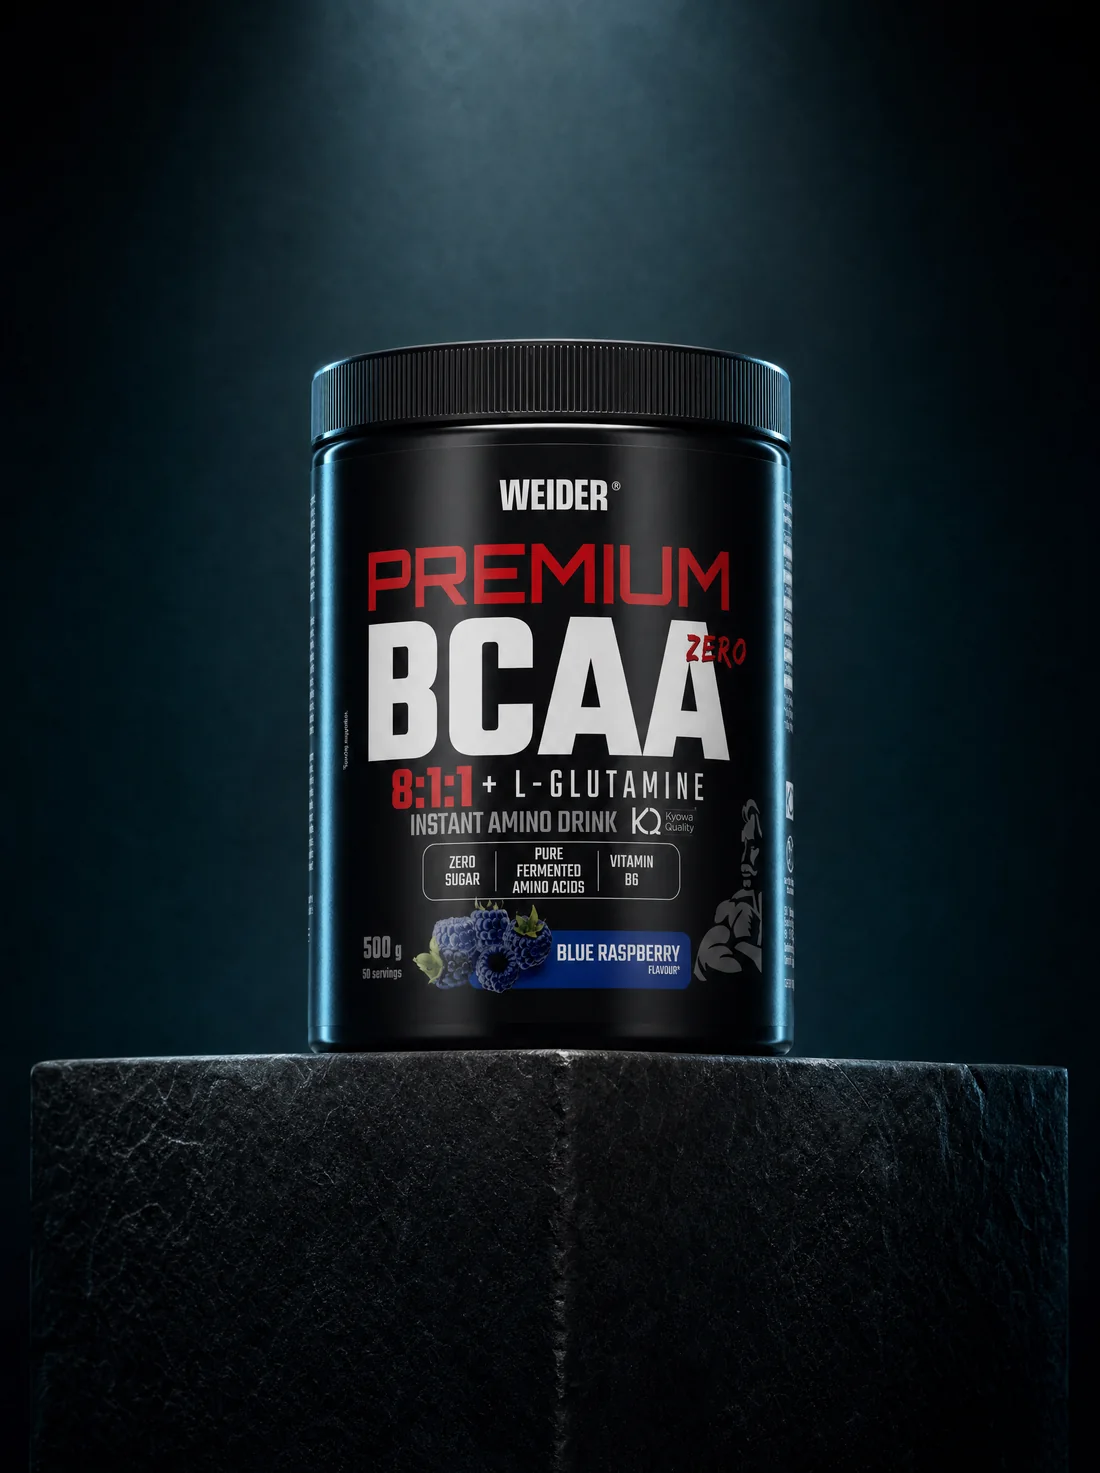 WEIDER®
PREMIUM
BCAA
ZERO
8:1:1 + L-GLUTAMINE
INSTANT AMINO DRINK KQ Kyowa
Quality
ZERO
SUGAR
PURE
FERMENTED
AMINO ACIDS
VITAMIN
B6
500 g
50 servings
BLUE RASPBERRY
FLAVOUR*